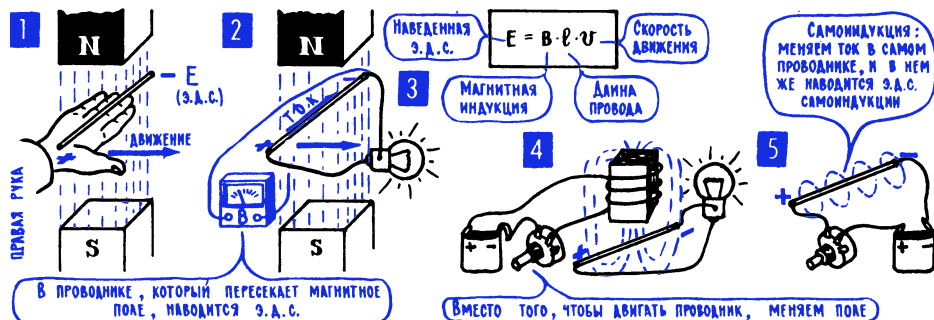 1
N
− E
(Э.Д.С.)
+
ДВИЖЕНИЕ
ПРАВАЯ РУКА
S
2
N
ТОК
−
+
В
S
3
В ПРОВОДНИКЕ, КОТОРЫЙ ПЕРЕСЕКАЕТ МАГНИТНОЕ
ПОЛЕ, НАВОДИТСЯ Э.Д.С.
НАВЕДЕННАЯ
Э.Д.С.
E = B·ℓ·v
СКОРОСТЬ
ДВИЖЕНИЯ
МАГНИТНАЯ
ИНДУКЦИЯ
ДЛИНА
ПРОВОДА
4
+ −
+
−
ВМЕСТО ТОГО, ЧТОБЫ ДВИГАТЬ ПРОВОДНИК, МЕНЯЕМ ПОЛЕ
САМОИНДУКЦИЯ:
МЕНЯЕМ ТОК В САМОМ
ПРОВОДНИКЕ, И В НЕМ
ЖЕ НАВОДИТСЯ Э.Д.С.
САМОИНДУКЦИИ
5
+
−
+ −